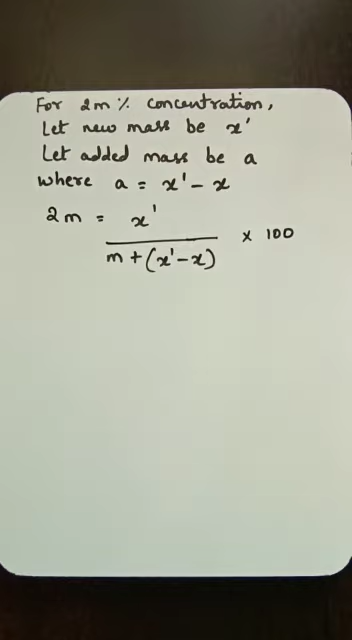 For 2m % concentration,
Let new mass be x'
Let added mass be a
where a = x' - x
2m = x' / m + (x' - x) × 100